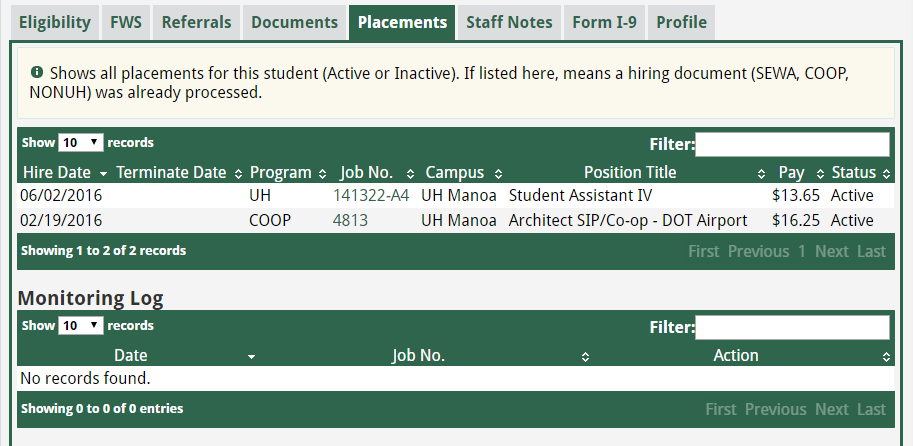 Eligibility FWS Referrals Documents Placements Staff Notes Form I-9 Profile
Shows all placements for this student (Active or Inactive). If listed here, means a hiring document (SEWA, COOP,
NONUH) was already processed.
Show 10 records Filter:
Hire Date Terminate Date Program Job No. Campus Position Title Pay Status
06/02/2016 UH 141322-A4 UH Manoa Student Assistant IV $13.65 Active
02/19/2016 COOP 4813 UH Manoa Architect SIP/Co-op - DOT Airport $16.25 Active
Showing 1 to 2 of 2 records First Previous 1 Next Last
Monitoring Log
Show 10 records Filter:
Date Job No. Action
No records found.
Showing 0 to 0 of 0 entries First Previous Next Last